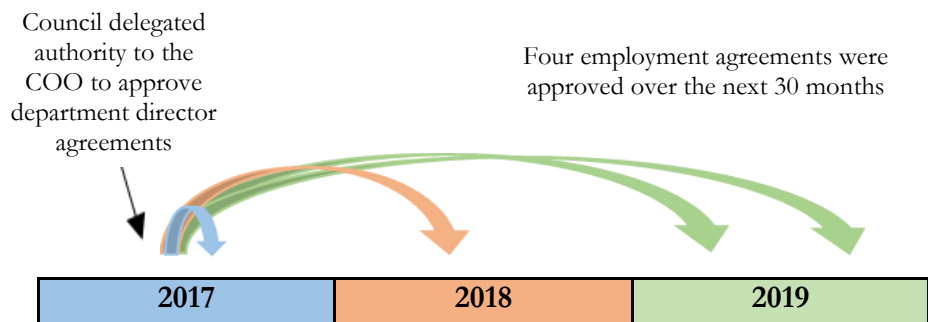 Council delegated
authority to the
COO to approve
department director
agreements
Four employment agreements were
approved over the next 30 months
2017
2018
2019